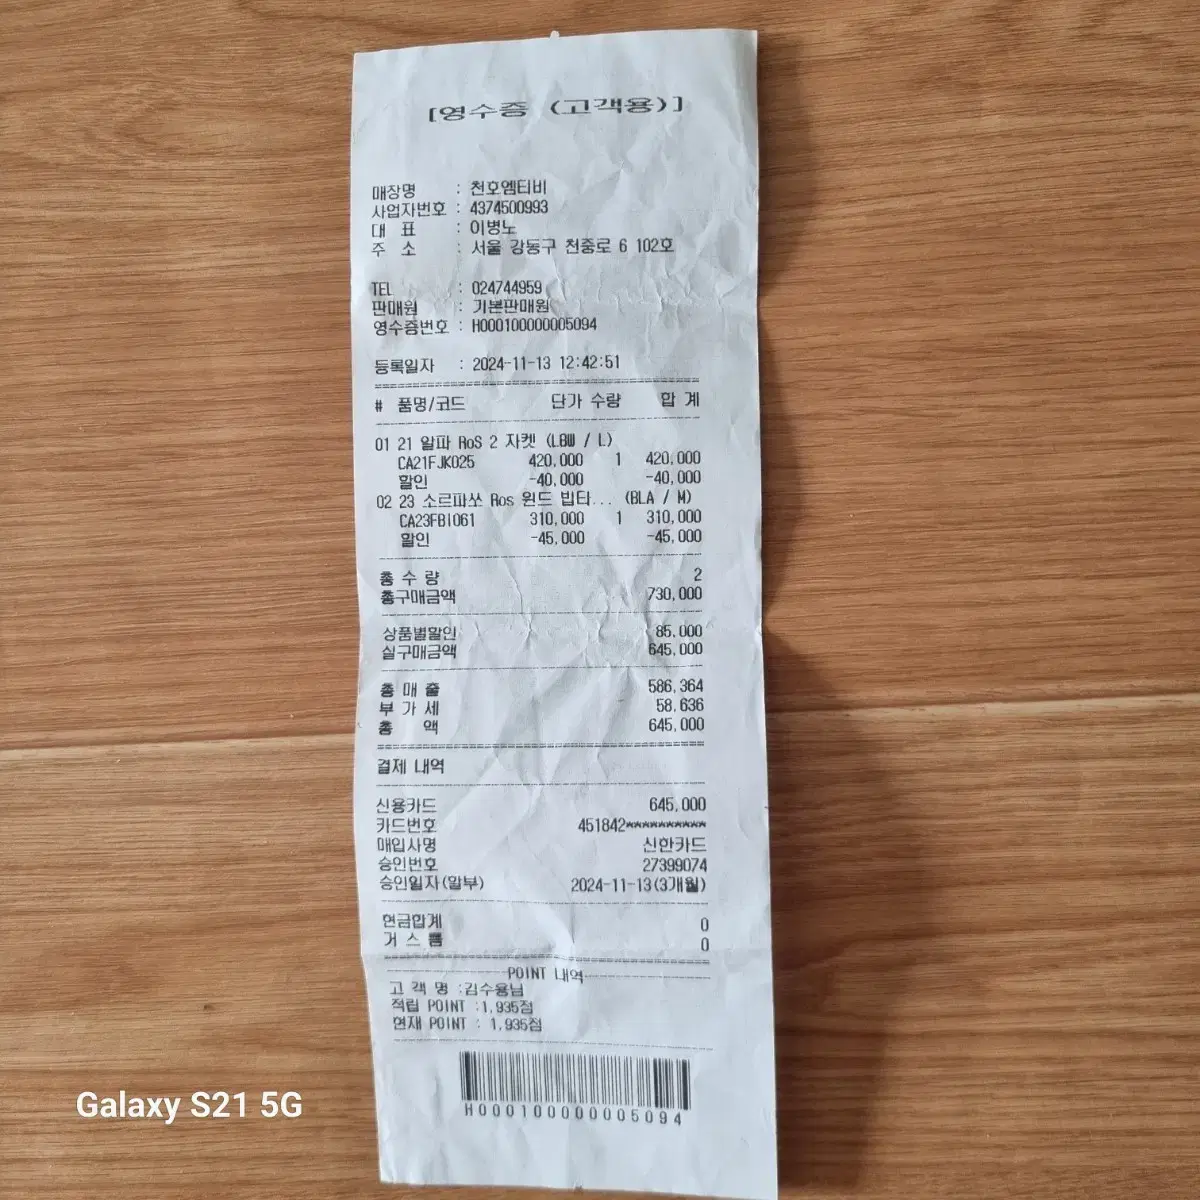 [영수증 (고객용)]
매장명 : 천호엠티비
사업자번호 : 4374500993
대 표 : 이병노
주 소 : 서울 강동구 천중로 6 102호
TEL : 024744959
판매원 : 기본판매원
영수증번호 : H000100000005094
등록일자 : 2024-11-13 12:42:51
# 품명/코드 단가 수량 합 계
01 21 알파 RoS 2 자켓 (LBW / L)
CA21FJK025 420,000 1 420,000
할인 -40,000 -40,000
02 23 소르파쏘 Ros 윈드 빕타... (BLA / M)
CA23FBI061 310,000 1 310,000
할인 -45,000 -45,000
총 수 량 2
총구매금액 730,000
상품별할인 85,000
실구매금액 645,000
총 매 출 586,364
부 가 세 58,636
총 액 645,000
결제 내역
신용카드 645,000
카드번호 451842**********
매입사명 신한카드
승인번호 27399074
승인일자(할부) 2024-11-13(3개월)
현금합계 0
거 스 름 0
POINT 내역
고 객 명 :김수용님
적립 POINT :1,935점
현재 POINT : 1,935점
H000100000005094
Galaxy S21 5G